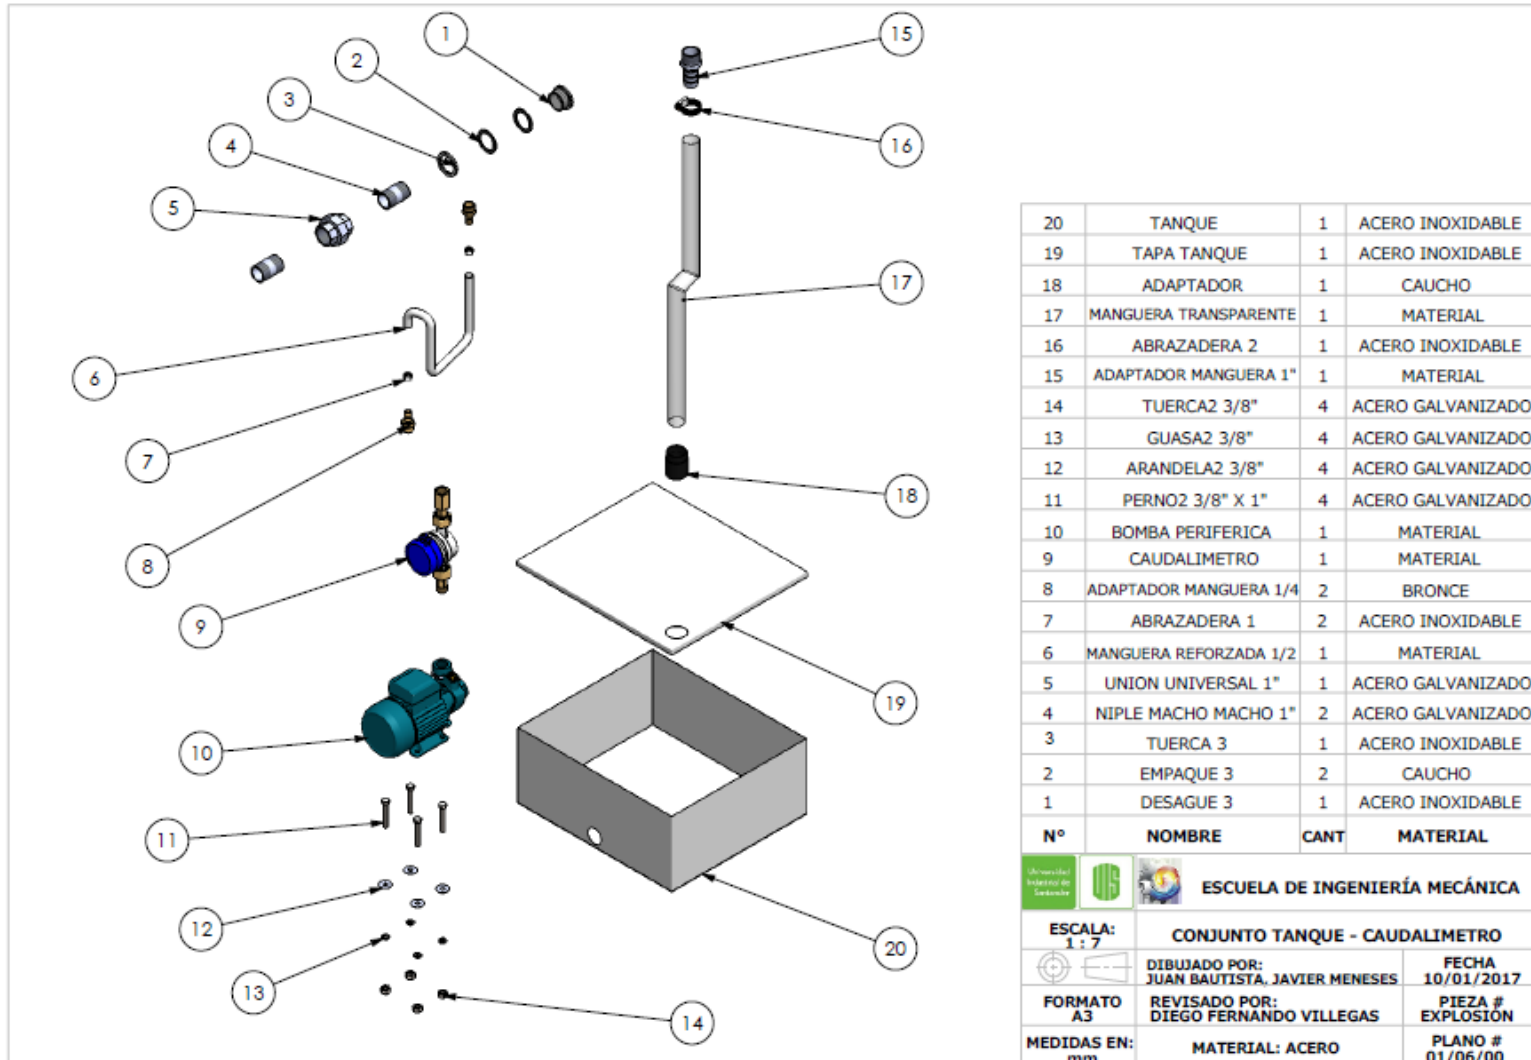 1
2
3
4
5
6
7
8
9
10
11
12
13
14
15
16
17
18
19
20
20 TANQUE 1 ACERO INOXIDABLE
19 TAPA TANQUE 1 ACERO INOXIDABLE
18 ADAPTADOR 1 CAUCHO
17 MANGUERA TRANSPARENTE 1 MATERIAL
16 ABRAZADERA 2 1 ACERO INOXIDABLE
15 ADAPTADOR MANGUERA 1" 1 MATERIAL
14 TUERCA2 3/8" 4 ACERO GALVANIZADO
13 GUASA2 3/8" 4 ACERO GALVANIZADO
12 ARANDELA2 3/8" 4 ACERO GALVANIZADO
11 PERNO2 3/8" X 1" 4 ACERO GALVANIZADO
10 BOMBA PERIFERICA 1 MATERIAL
9 CAUDALIMETRO 1 MATERIAL
8 ADAPTADOR MANGUERA 1/4 2 BRONCE
7 ABRAZADERA 1 2 ACERO INOXIDABLE
6 MANGUERA REFORZADA 1/2 1 MATERIAL
5 UNION UNIVERSAL 1" 1 ACERO GALVANIZADO
4 NIPLE MACHO MACHO 1" 2 ACERO GALVANIZADO
3 TUERCA 3 1 ACERO INOXIDABLE
2 EMPAQUE 3 2 CAUCHO
1 DESAGUE 3 1 ACERO INOXIDABLE
N° NOMBRE CANT MATERIAL
Universidad
Industrial de
Santander
UIS
ESCUELA DE INGENIERÍA MECÁNICA
ESCALA:
1 : 7
CONJUNTO TANQUE - CAUDALIMETRO
DIBUJADO POR:
JUAN BAUTISTA, JAVIER MENESES
FECHA
10/01/2017
FORMATO
A3
REVISADO POR:
DIEGO FERNANDO VILLEGAS
PIEZA #
EXPLOSIÓN
MEDIDAS EN:
mm
MATERIAL: ACERO
PLANO #
01/06/00